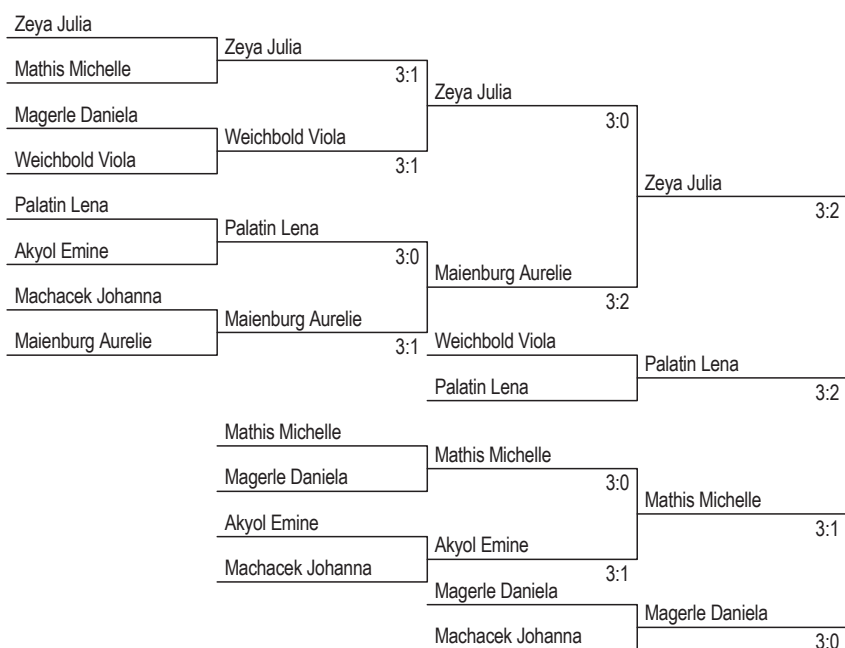 Zeya Julia
Zeya Julia
Mathis Michelle
3:1
Zeya Julia
Magerle Daniela
3:0
Weichbold Viola
Weichbold Viola
3:1
Zeya Julia
Palatin Lena
3:2
Palatin Lena
Akyol Emine
3:0
Maienburg Aurelie
Machacek Johanna
3:2
Maienburg Aurelie
Maienburg Aurelie
3:1
Weichbold Viola
Palatin Lena
Palatin Lena
3:2
Mathis Michelle
Mathis Michelle
Magerle Daniela
3:0
Mathis Michelle
Akyol Emine
3:1
Akyol Emine
Machacek Johanna
3:1
Magerle Daniela
Magerle Daniela
Machacek Johanna
3:0